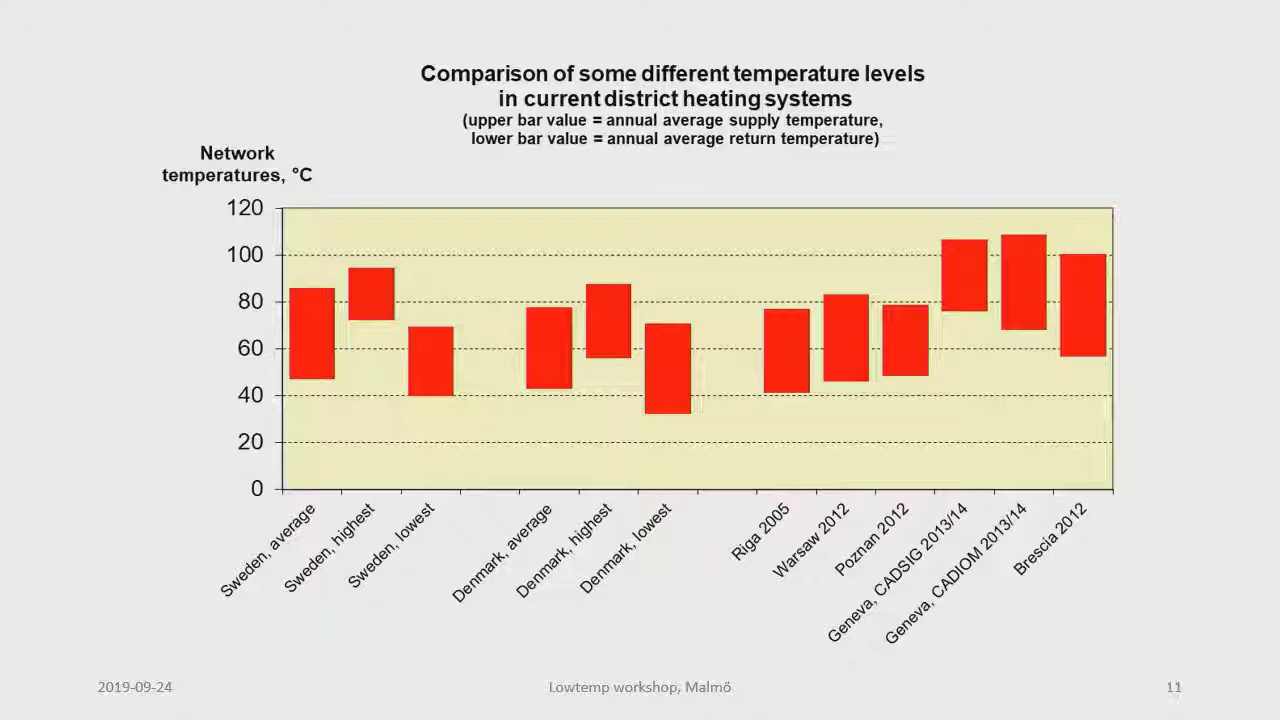 Comparison of some different temperature levels
in current district heating systems
(upper bar value = annual average supply temperature,
lower bar value = annual average return temperature)
Network
temperatures, °C
120
100
80
60
40
20
0
Sweden, average
Sweden, highest
Sweden, lowest
Denmark, average
Denmark, highest
Denmark, lowest
Riga 2005
Warsaw 2012
Poznan 2012
Geneva, CADSIG 2013/14
Geneva, CADIOM 2013/14
Brescia 2012
2019-09-24
Lowtemp workshop, Malmö
11